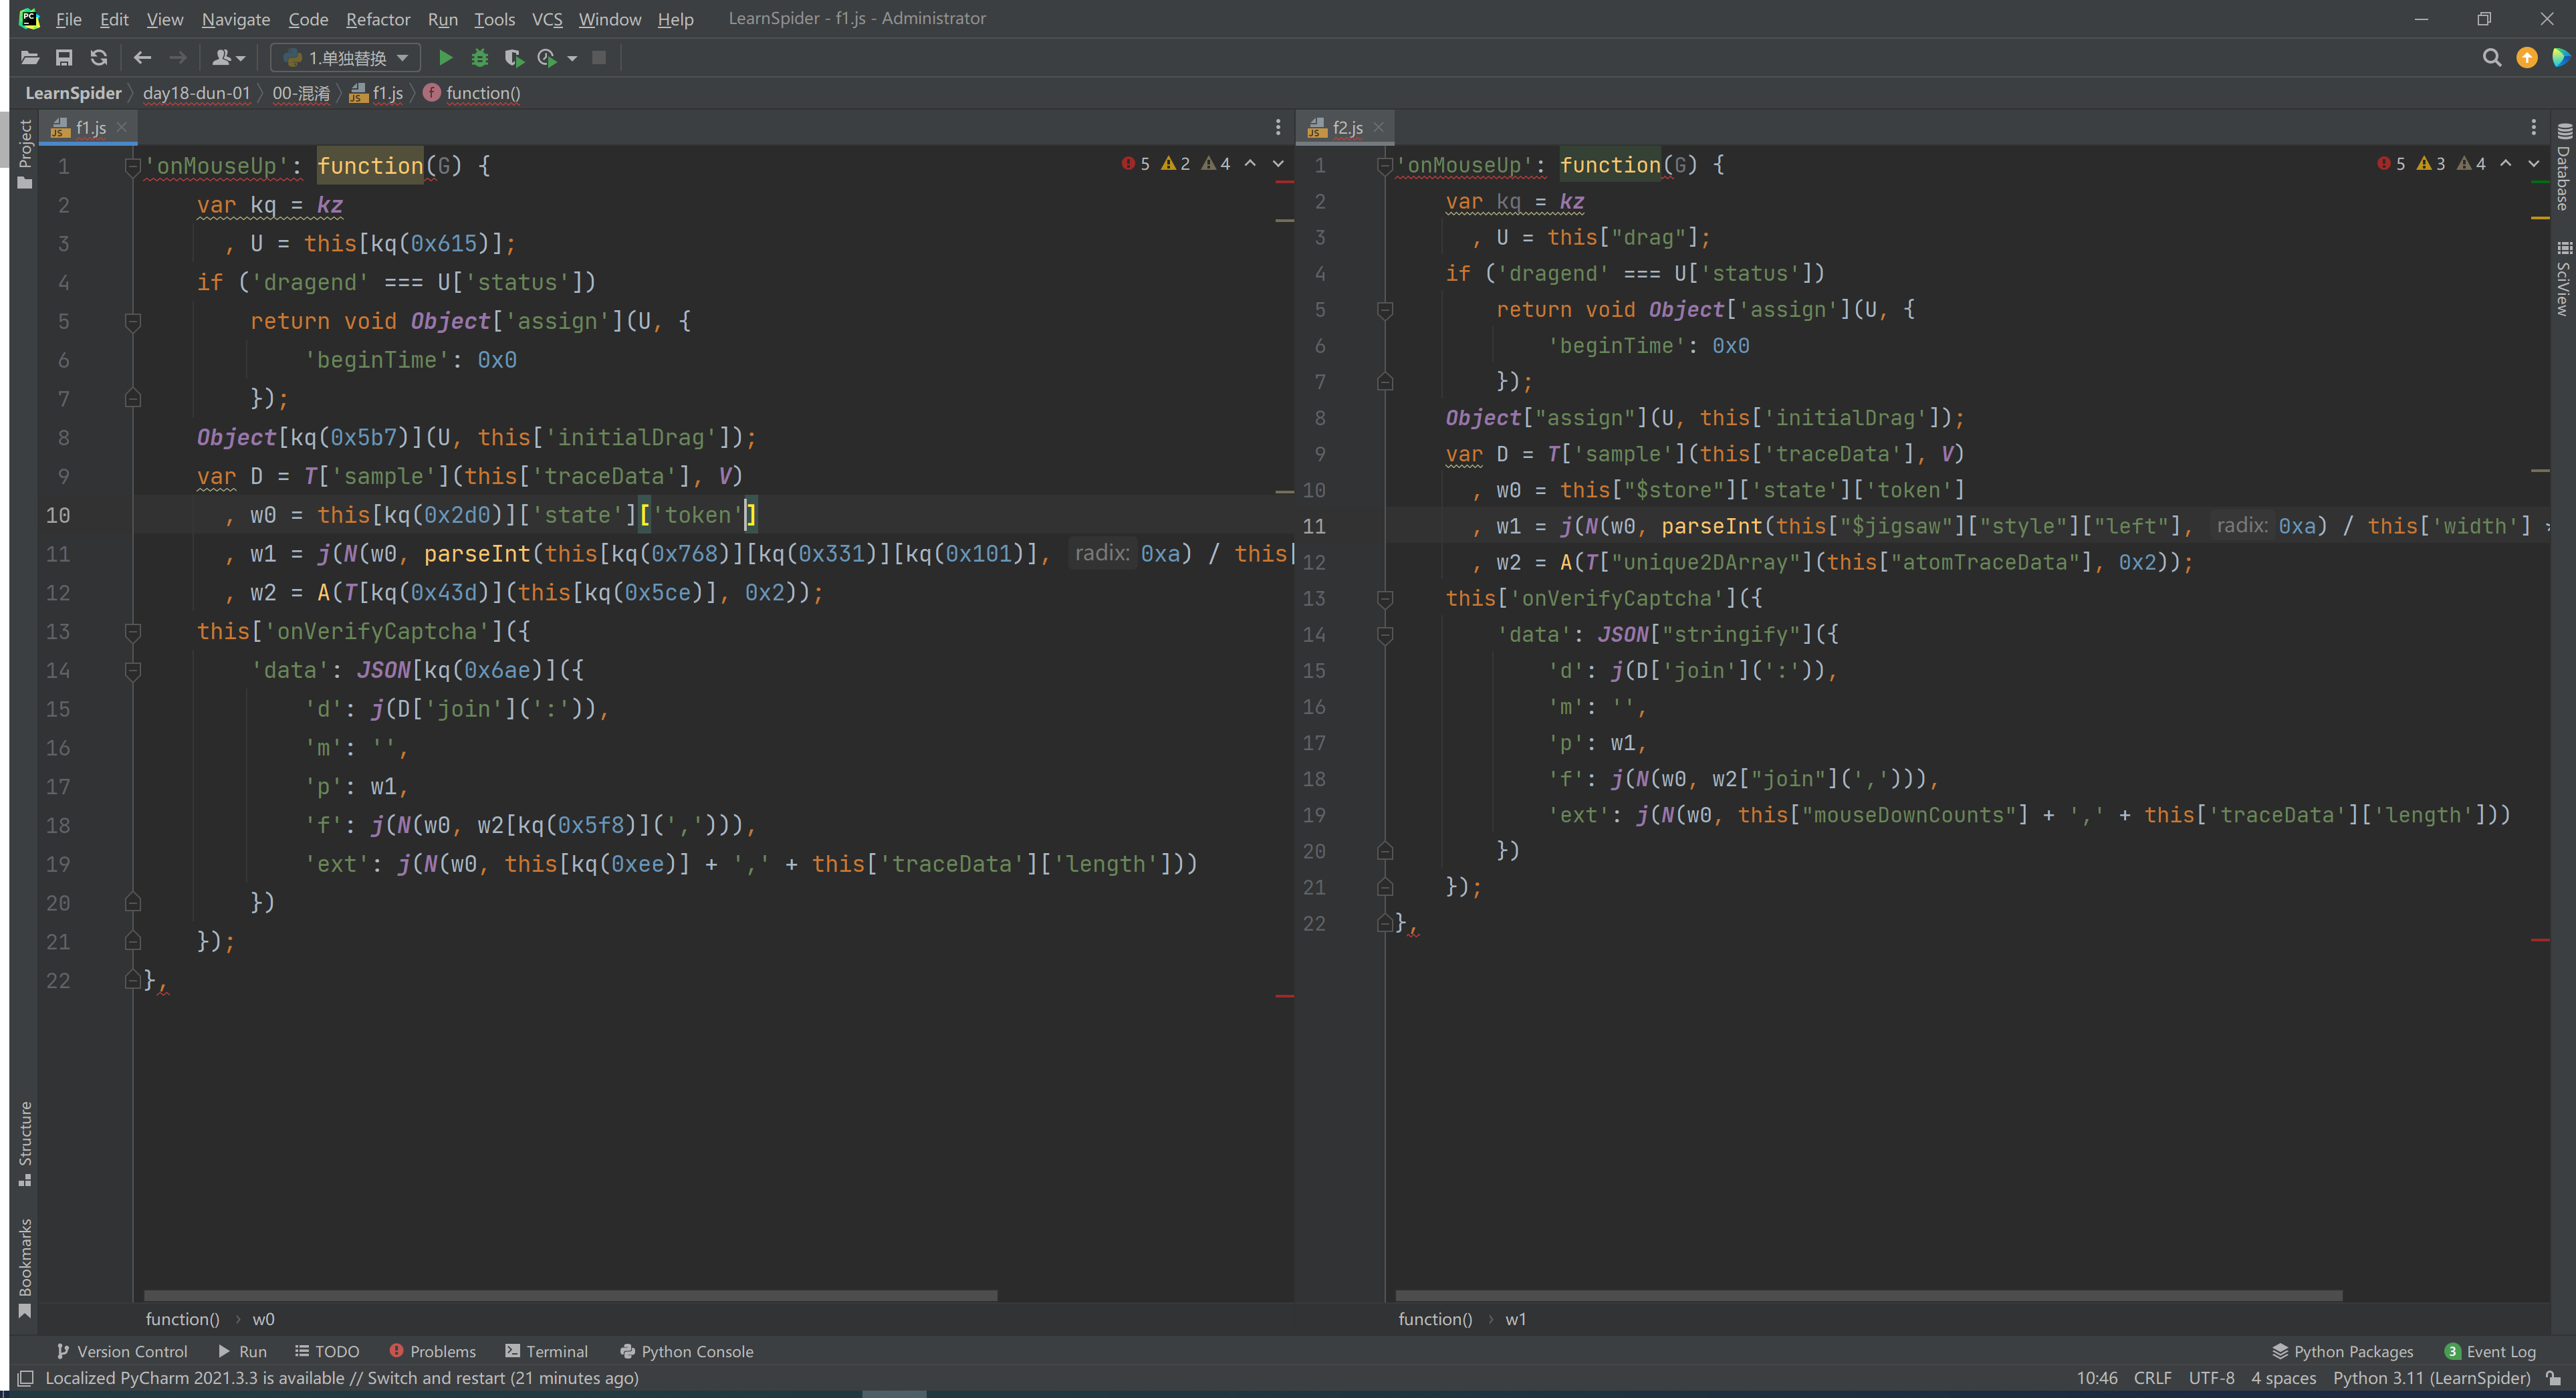 File Edit View Navigate Code Refactor Run Tools VCS Window Help LearnSpider - f1.js - Administrator
1.单独替换
LearnSpider day18-dun-01 00-混淆 f1.js function()
Project
f1.js
5 2 4
1 'onMouseUp': function(G) {
2 var kq = kz
3 , U = this[kq(0x615)];
4 if ('dragend' === U['status'])
5 return void Object['assign'](U, {
6 'beginTime': 0x0
7 });
8 Object[kq(0x5b7)](U, this['initialDrag']);
9 var D = T['sample'](this['traceData'], V)
10 , w0 = this[kq(0x2d0)]['state']['token']
11 , w1 = j(N(w0, parseInt(this[kq(0x768)][kq(0x331)][kq(0x101)], radix: 0xa) / this[
12 , w2 = A(T[kq(0x43d)](this[kq(0x5ce)], 0x2));
13 this['onVerifyCaptcha']({
14 'data': JSON[kq(0x6ae)]({
15 'd': j(D['join'](':')),
16 'm': '',
17 'p': w1,
18 'f': j(N(w0, w2[kq(0x5f8)](','))),
19 'ext': j(N(w0, this[kq(0xee)] + ',' + this['traceData']['length']))
20 })
21 });
22 },
function() › w0
f2.js
5 3 4
1 'onMouseUp': function(G) {
2 var kq = kz
3 , U = this["drag"];
4 if ('dragend' === U['status'])
5 return void Object['assign'](U, {
6 'beginTime': 0x0
7 });
8 Object["assign"](U, this['initialDrag']);
9 var D = T['sample'](this['traceData'], V)
10 , w0 = this["$store"]['state']['token']
11 , w1 = j(N(w0, parseInt(this["$jigsaw"]["style"]["left"], radix: 0xa) / this['width'] *
12 , w2 = A(T["unique2DArray"](this["atomTraceData"], 0x2));
13 this['onVerifyCaptcha']({
14 'data': JSON["stringify"]({
15 'd': j(D['join'](':')),
16 'm': '',
17 'p': w1,
18 'f': j(N(w0, w2["join"](','))),
19 'ext': j(N(w0, this["mouseDownCounts"] + ',' + this['traceData']['length']))
20 })
21 });
22 },
function() › w1
Database
SciView
Structure
Bookmarks
Version Control Run TODO Problems Terminal Python Console Python Packages 3 Event Log
Localized PyCharm 2021.3.3 is available // Switch and restart (21 minutes ago) 10:46 CRLF UTF-8 4 spaces Python 3.11 (LearnSpider)